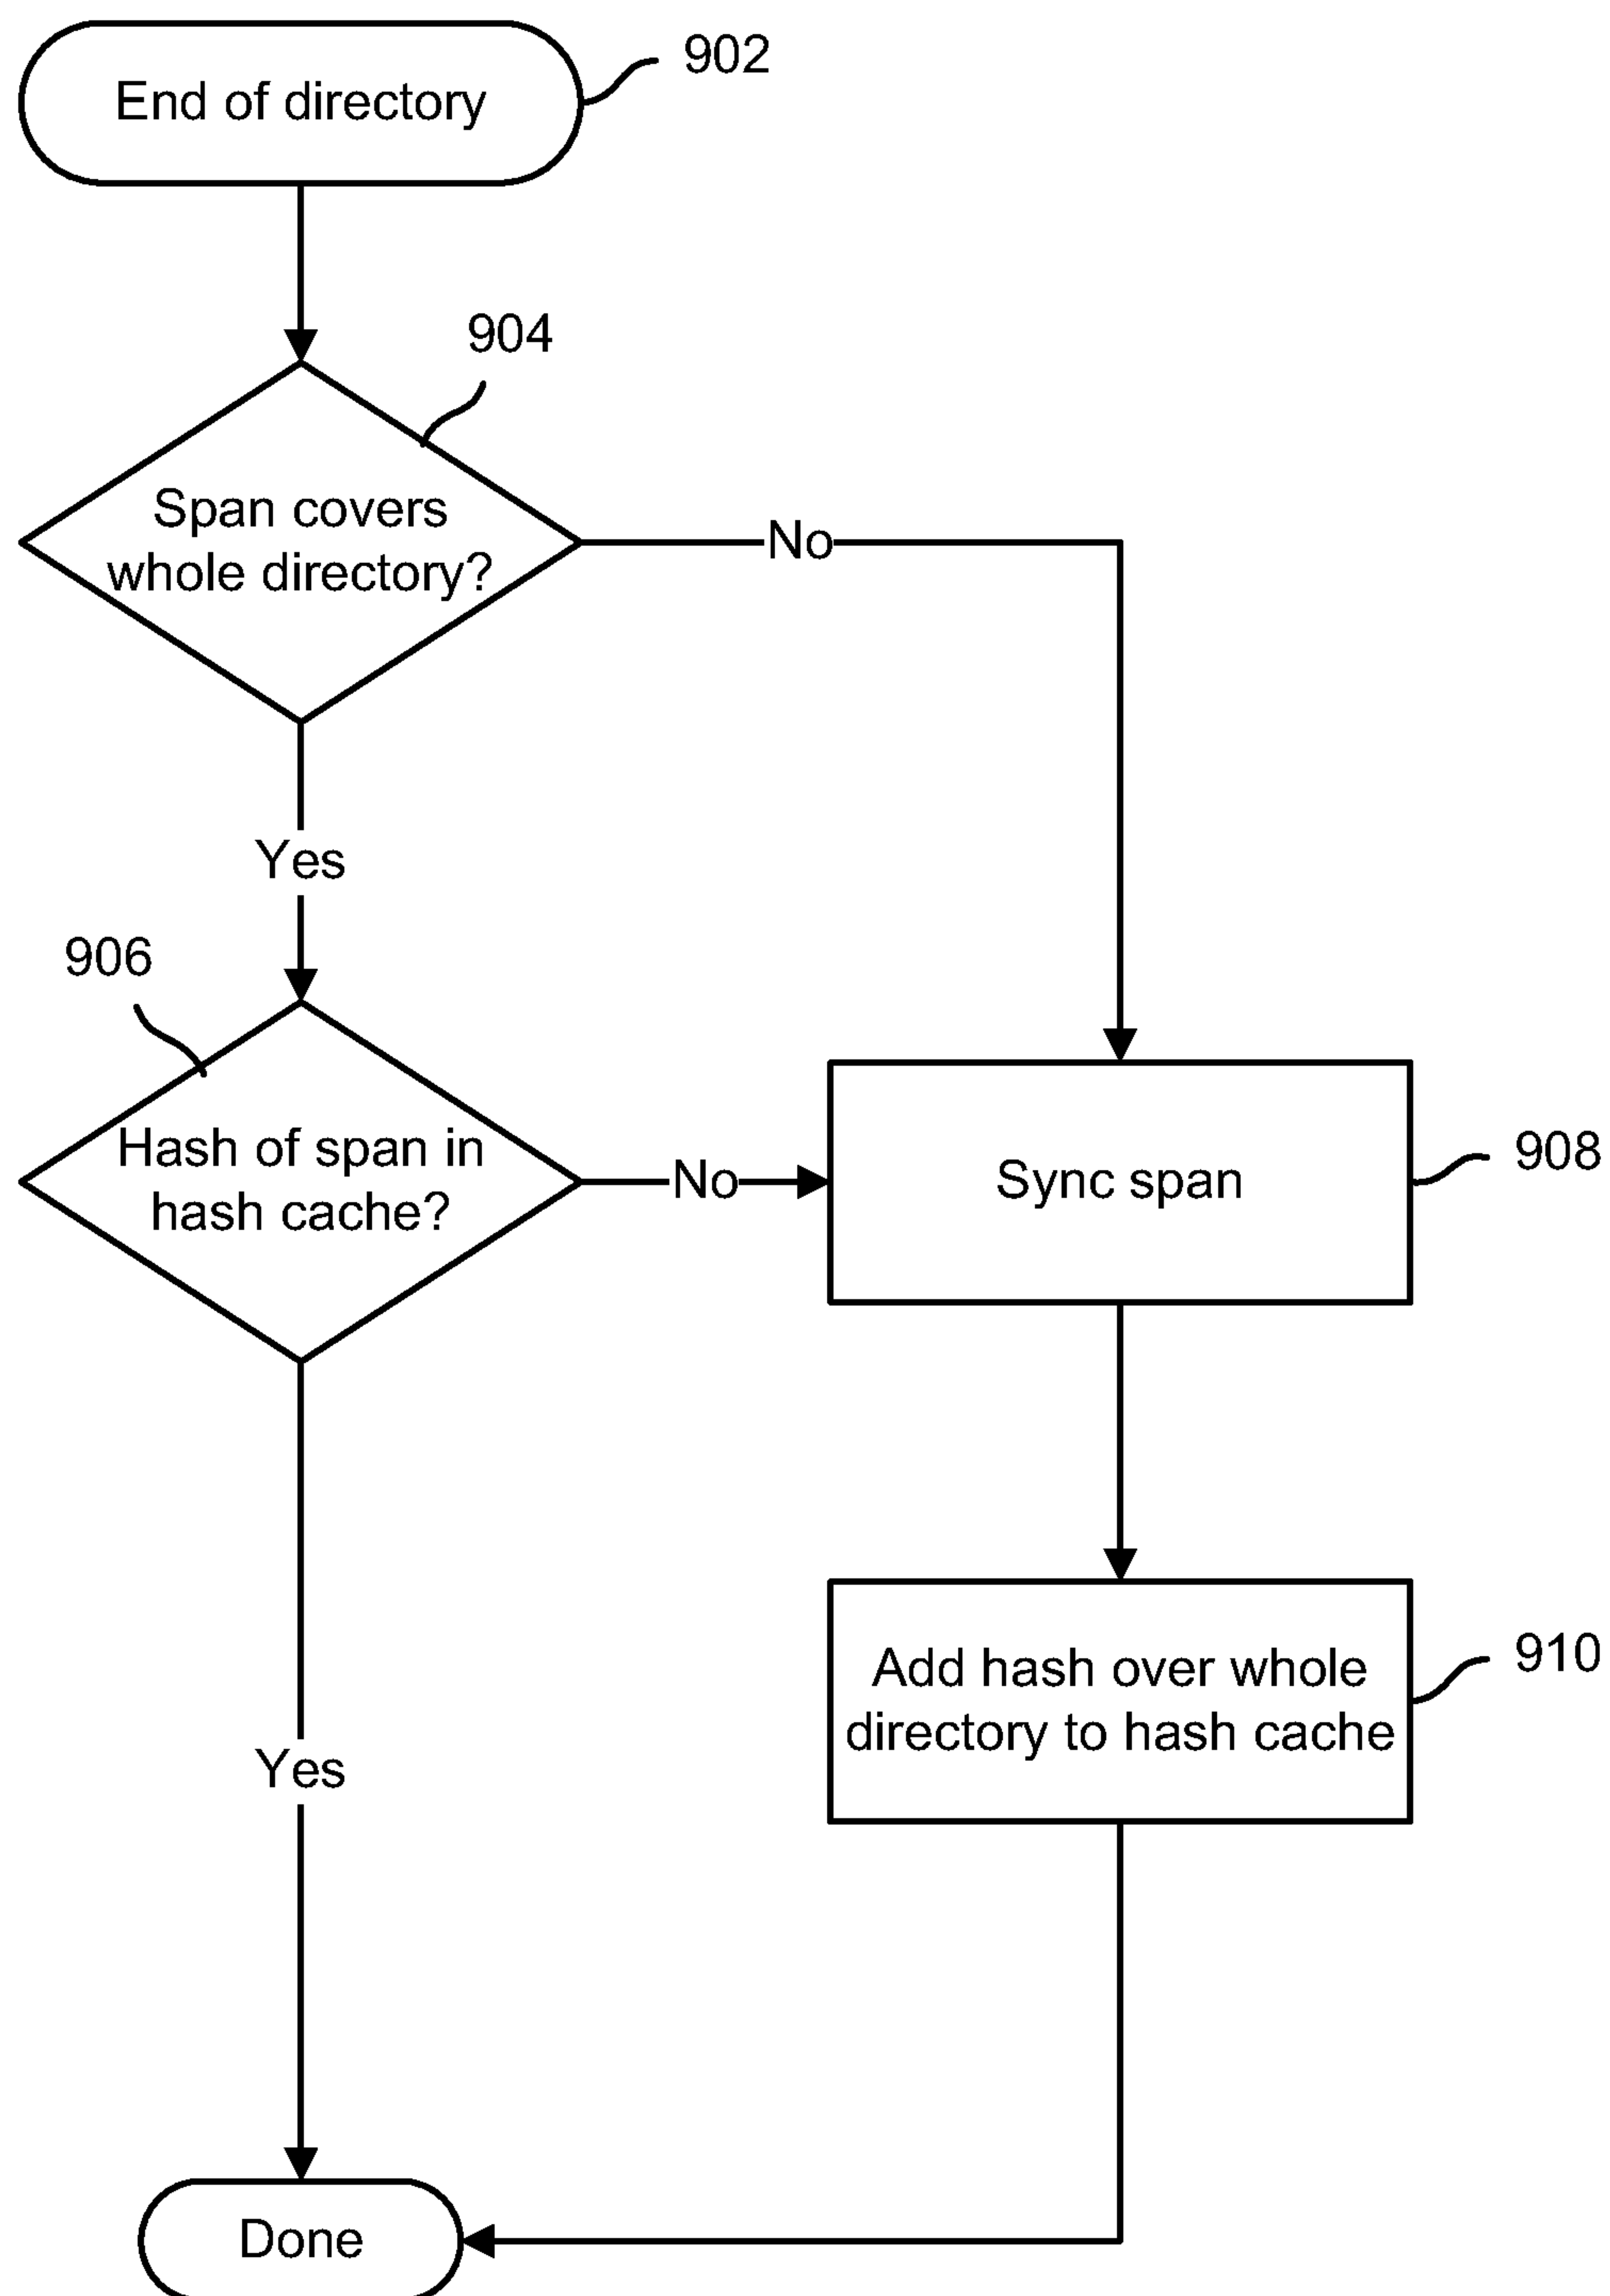 End of directory
902
904
Span covers
whole directory?
No
Yes
906
Hash of span in
hash cache?
No
Sync span
908
Add hash over whole
directory to hash cache
910
Yes
Done